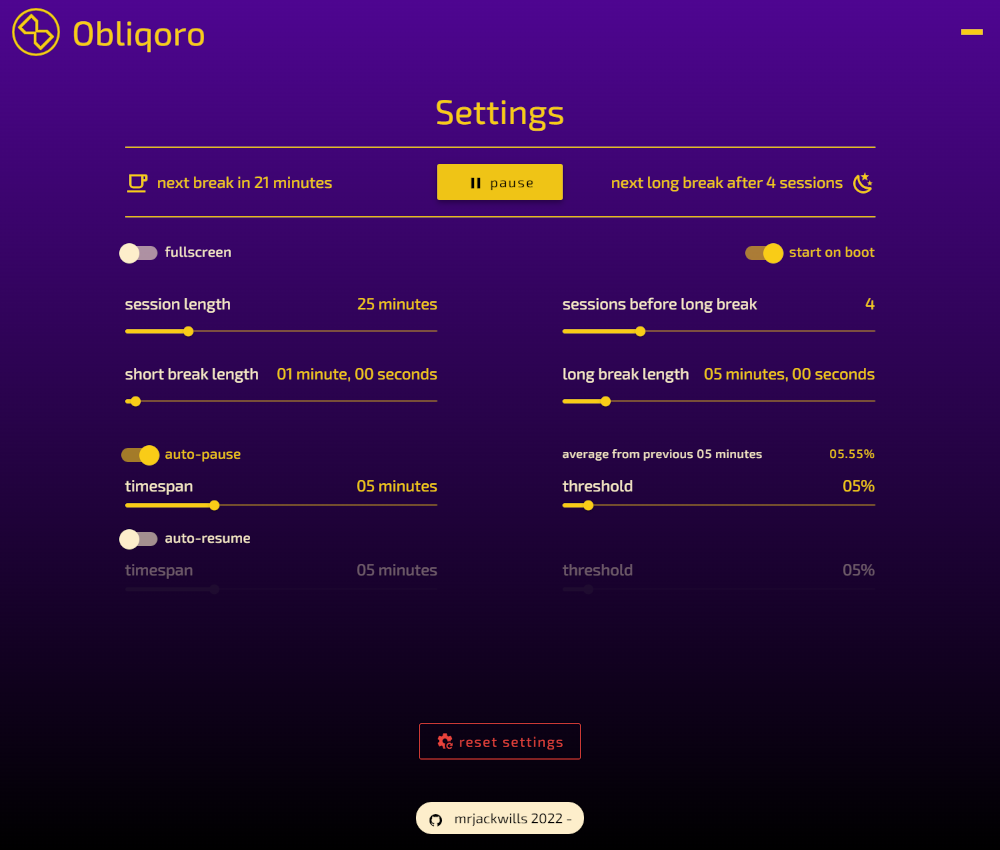 Obliqoro
Settings
next break in 21 minutes
pause
next long break after 4 sessions
fullscreen
start on boot
session length 25 minutes
sessions before long break 4
short break length 01 minute, 00 seconds
long break length 05 minutes, 00 seconds
auto-pause
average from previous 05 minutes 05.55%
timespan 05 minutes
threshold 05%
auto-resume
timespan 05 minutes
threshold 05%
reset settings
mrjackwills 2022 -